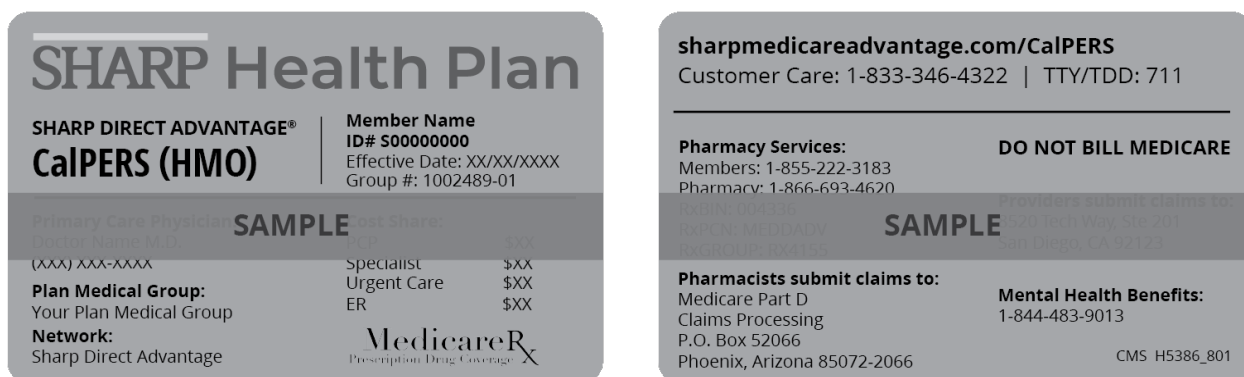 SHARP Health Plan
SHARP DIRECT ADVANTAGE®
CalPERS (HMO)
Member Name
ID# S00000000
Effective Date: XX/XX/XXXX
Group #: 1002489-01
Primary Care Physician
Doctor Name M.D.
(XXX) XXX-XXXX
Plan Medical Group:
Your Plan Medical Group
Network:
Sharp Direct Advantage
SAMPLE
Cost Share:
PCP $XX
Specialist $XX
Urgent Care $XX
ER $XX
MedicareRx
Prescription Drug Coverage
sharpmedicareadvantage.com/CalPERS
Customer Care: 1-833-346-4322 | TTY/TDD: 711
Pharmacy Services:
Members: 1-855-222-3183
Pharmacy: 1-866-693-4620
RxBIN: 004336
RxPCN: MEDDADV
RxGROUP: RX4155
SAMPLE
Pharmacists submit claims to:
Medicare Part D
Claims Processing
P.O. Box 52066
Phoenix, Arizona 85072-2066
DO NOT BILL MEDICARE
Providers submit claims to:
8520 Tech Way, Ste 201
San Diego, CA 92123
Mental Health Benefits:
1-844-483-9013
CMS H5386_801